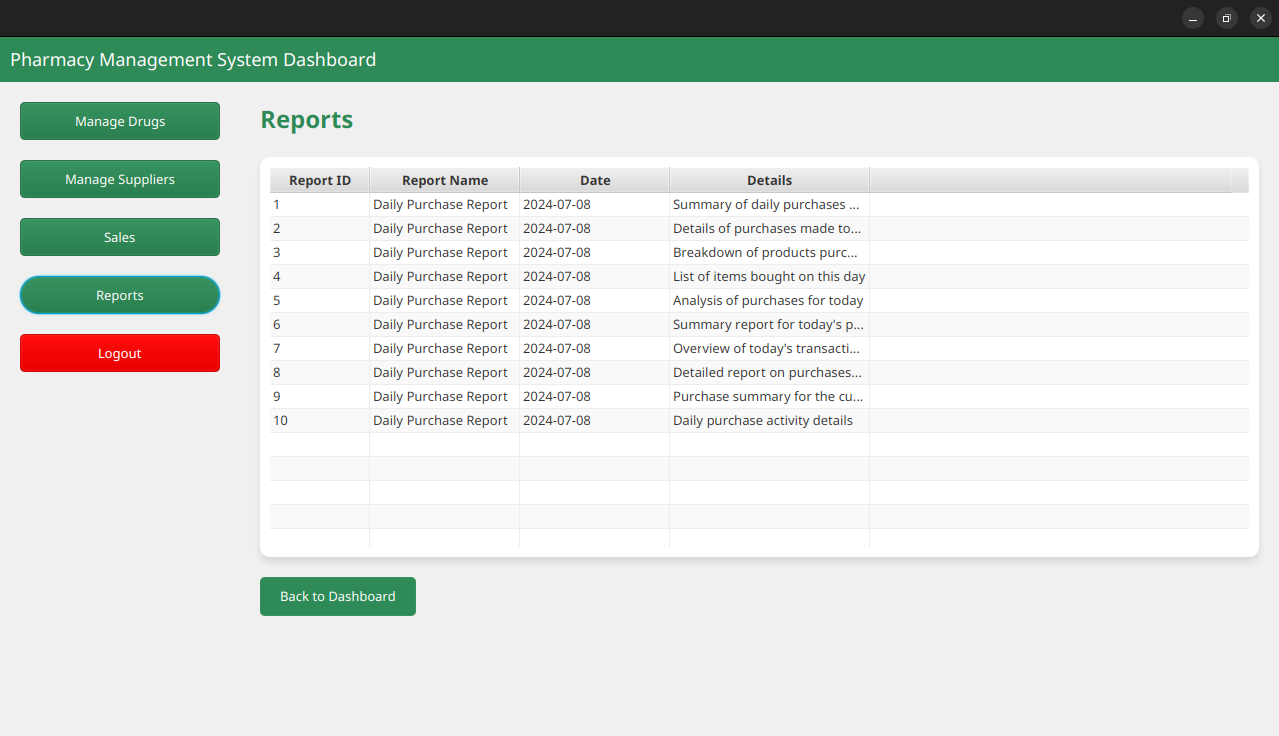 Pharmacy Management System Dashboard
Manage Drugs
Manage Suppliers
Sales
Reports
Logout
Reports
Report ID Report Name Date Details
1 Daily Purchase Report 2024-07-08 Summary of daily purchases ...
2 Daily Purchase Report 2024-07-08 Details of purchases made to...
3 Daily Purchase Report 2024-07-08 Breakdown of products purc...
4 Daily Purchase Report 2024-07-08 List of items bought on this day
5 Daily Purchase Report 2024-07-08 Analysis of purchases for today
6 Daily Purchase Report 2024-07-08 Summary report for today's p...
7 Daily Purchase Report 2024-07-08 Overview of today's transacti...
8 Daily Purchase Report 2024-07-08 Detailed report on purchases...
9 Daily Purchase Report 2024-07-08 Purchase summary for the cu...
10 Daily Purchase Report 2024-07-08 Daily purchase activity details
Back to Dashboard